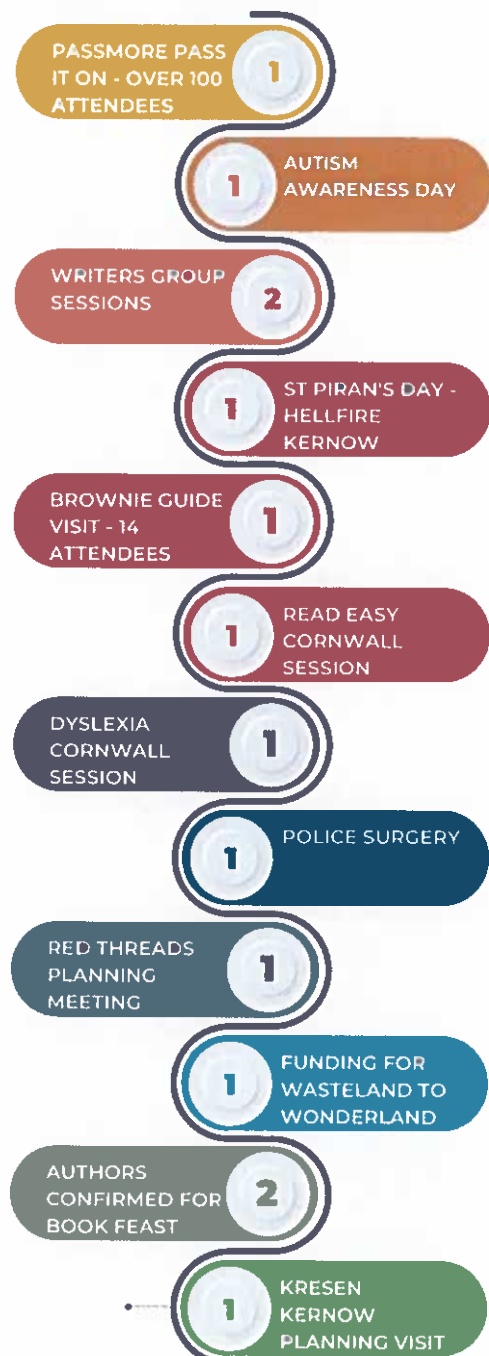 PASSMORE PASS
IT ON - OVER 100
ATTENDEES
1
1
AUTISM
AWARENESS DAY
WRITERS GROUP
SESSIONS
2
1
ST PIRAN'S DAY -
HELLFIRE
KERNOW
BROWNIE GUIDE
VISIT - 14
ATTENDEES
1
1
READ EASY
CORNWALL
SESSION
DYSLEXIA
CORNWALL
SESSION
1
1
POLICE SURGERY
RED THREADS
PLANNING
MEETING
1
1
FUNDING FOR
WASTELAND TO
WONDERLAND
AUTHORS
CONFIRMED FOR
BOOK FEAST
2
1
KRESEN
KERNOW
PLANNING VISIT